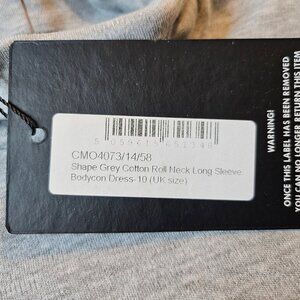 CMO4073/14/58
Shape Grey Cotton Roll Neck Long Sleeve
Bodycon Dress-10 (UK size)
WARNING!
ONCE THIS LABEL HAS BEEN REMOVED
YOU CAN NO LONGER RETURN THIS ITEM